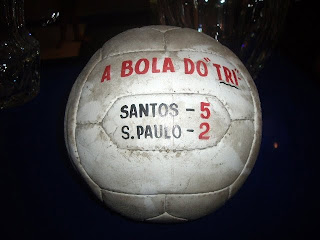 A BOLA DO "TRI"
SANTOS - 5
S. PAULO - 2